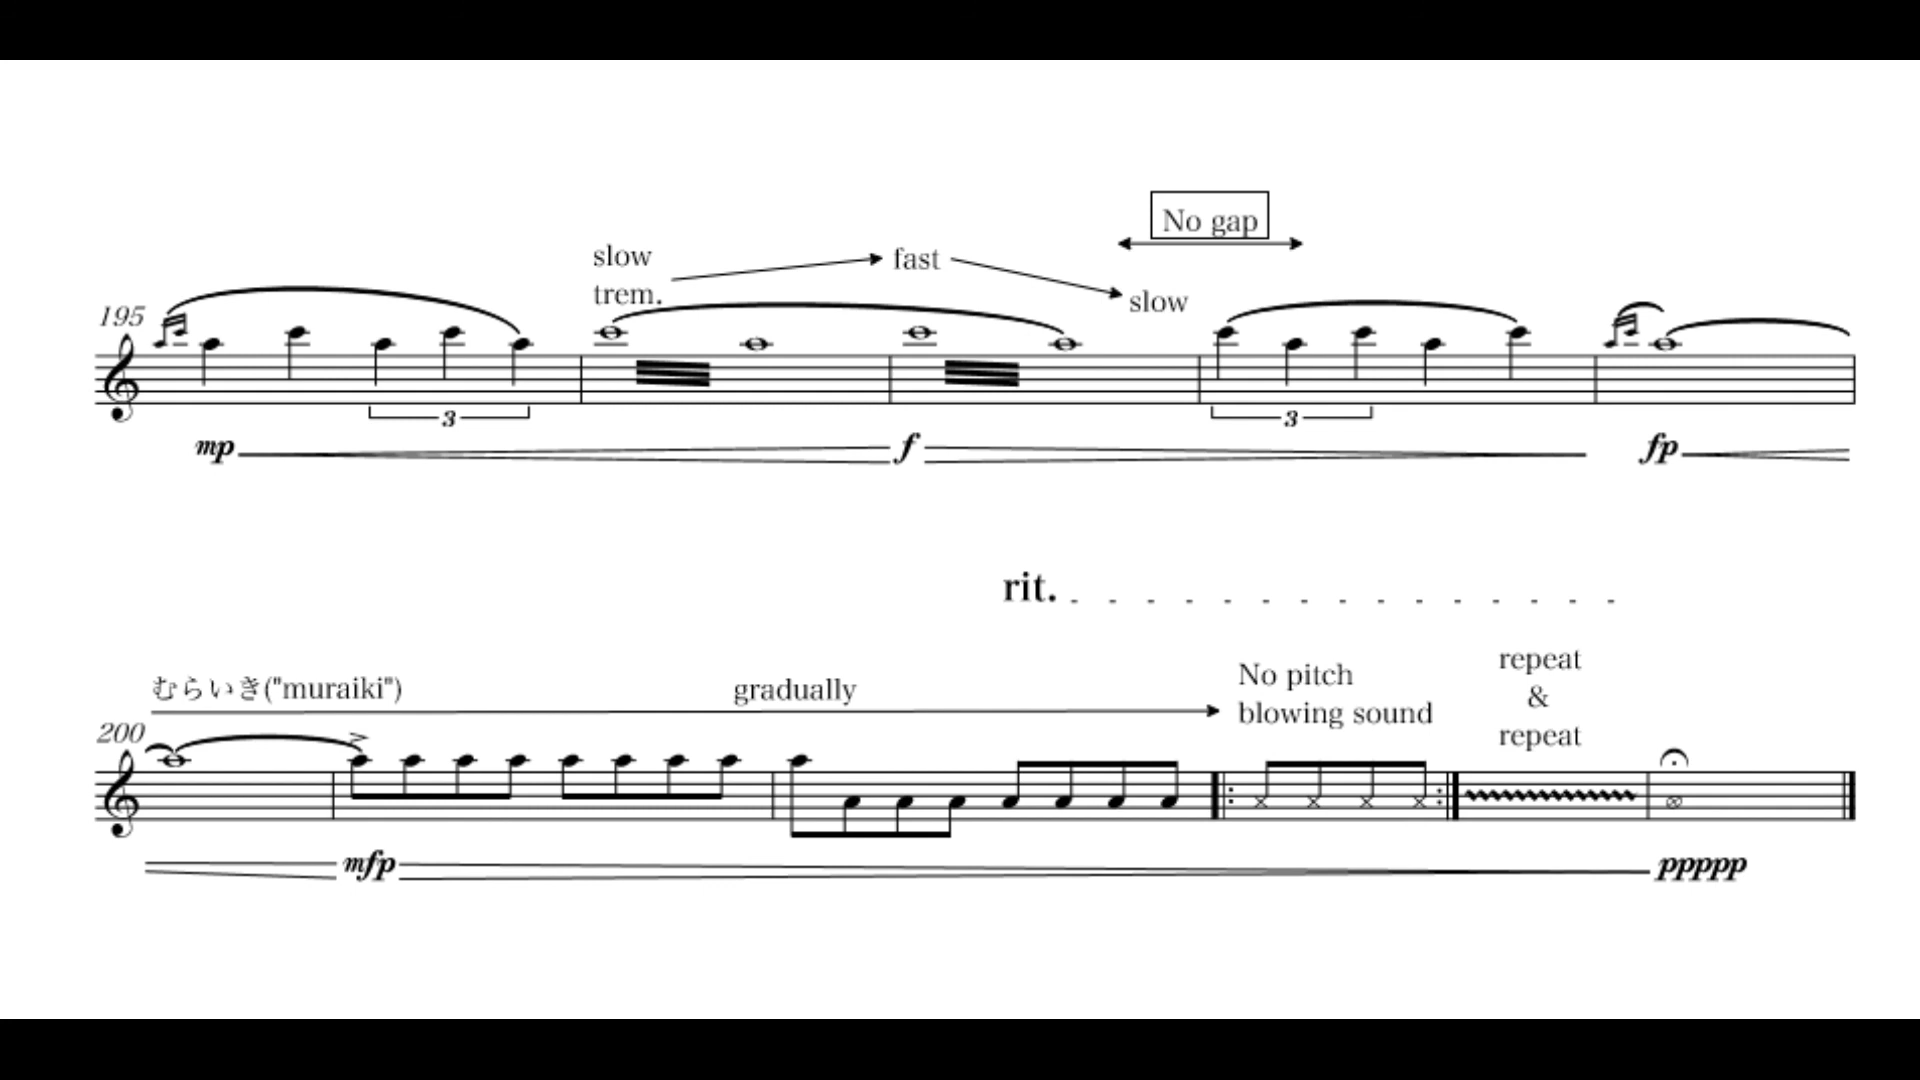 No gap
slow
fast
trem.
slow
195
3
3
mp
f
fp
rit.
repeat
No pitch
むらいき("muraiki")
gradually
&
blowing sound
repeat
200
mfp
ppppp